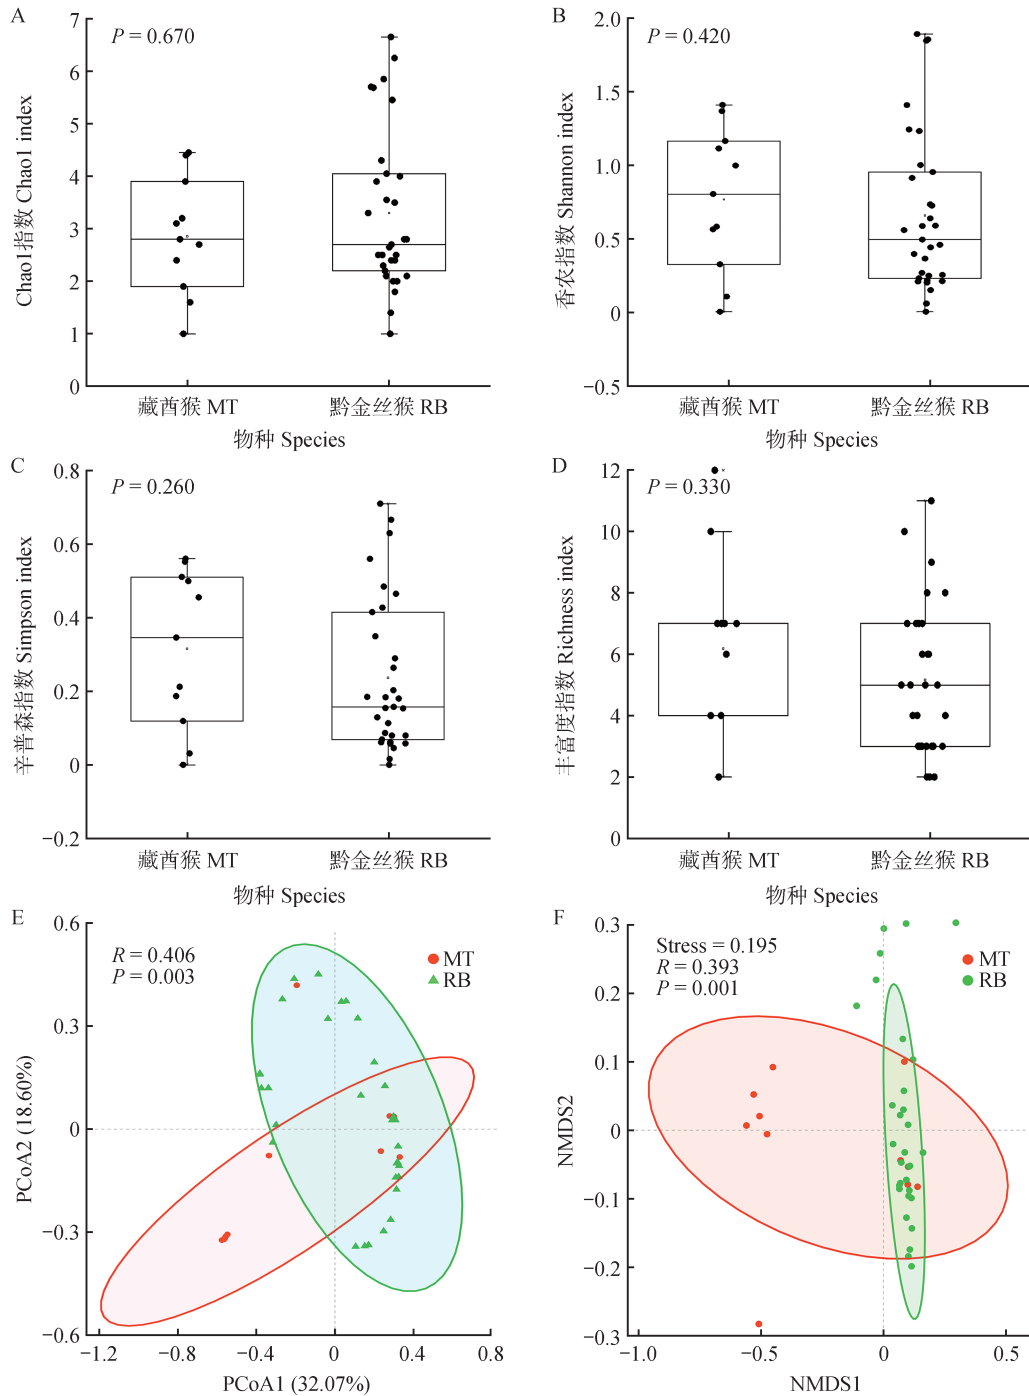 A
P = 0.670
7
6
5
4
3
2
1
0
Chao1指数 Chao1 index
藏酋猴 MT
黔金丝猴 RB
物种 Species
B
P = 0.420
2.0
1.5
1.0
0.5
0
−0.5
香农指数 Shannon index
藏酋猴 MT
黔金丝猴 RB
物种 Species
C
P = 0.260
0.8
0.6
0.4
0.2
0
−0.2
辛普森指数 Simpson index
藏酋猴 MT
黔金丝猴 RB
物种 Species
D
P = 0.330
12
10
8
6
4
2
0
丰富度指数 Richness index
藏酋猴 MT
黔金丝猴 RB
物种 Species
E
R = 0.406
P = 0.003
MT
RB
0.6
0.3
0
−0.3
−0.6
PCoA2 (18.60%)
−1.2
−0.8
−0.4
0
0.4
0.8
PCoA1 (32.07%)
F
Stress = 0.195
R = 0.393
P = 0.001
MT
RB
0.3
0.2
0.1
0
−0.1
−0.2
−0.3
NMDS2
−1.0
−0.5
0
0.5
NMDS1